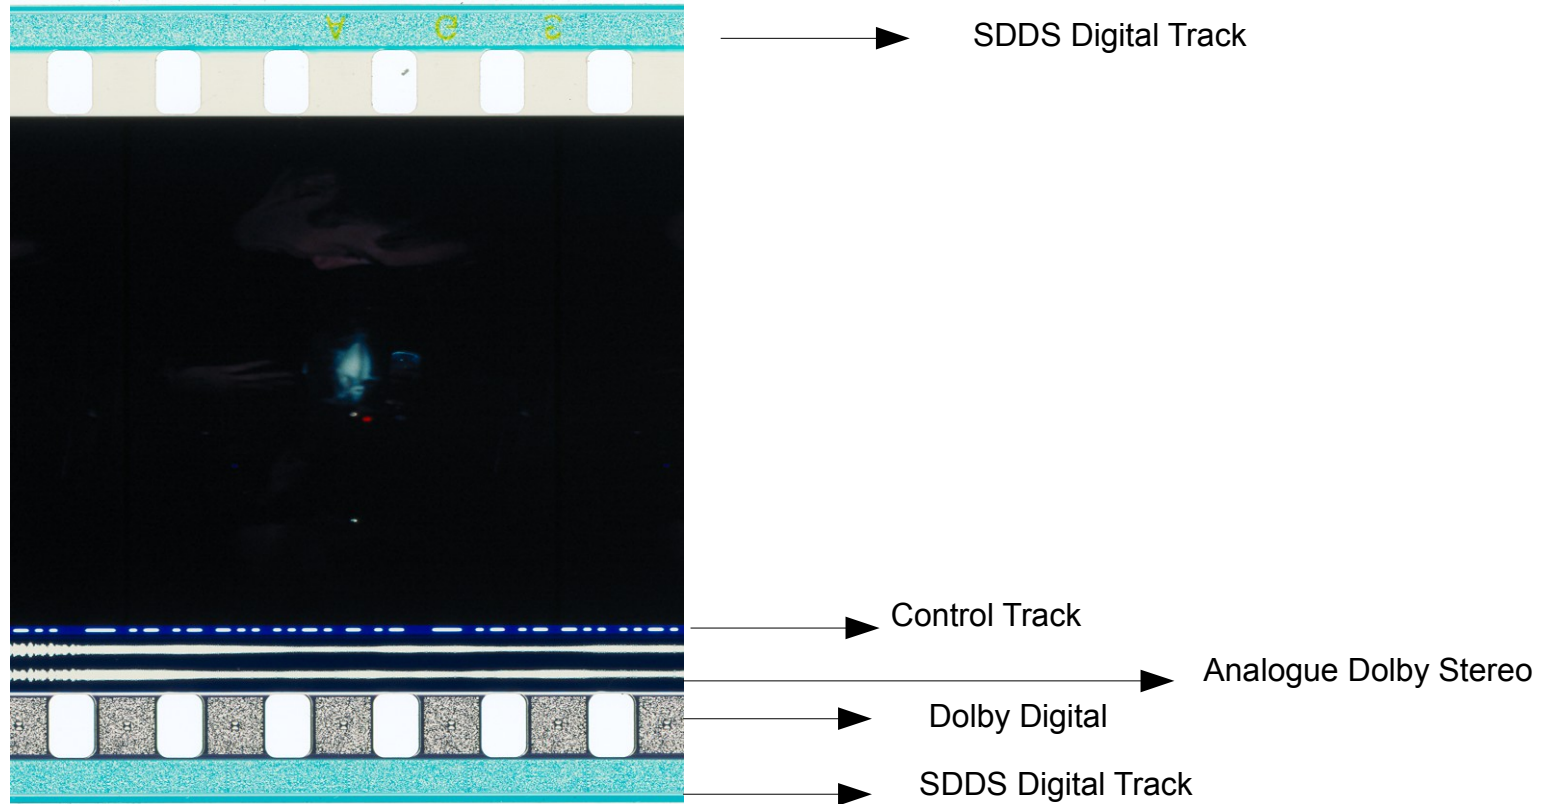 SDDS Digital Track
Control Track
Analogue Dolby Stereo
Dolby Digital
SDDS Digital Track